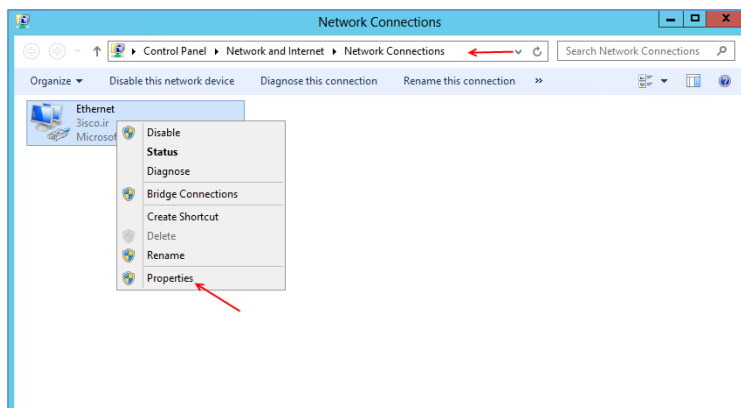 Network Connections
Control Panel Network and Internet Network Connections Search Network Connections
Organize Disable this network device Diagnose this connection Rename this connection »
Ethernet
3isco.ir
Microsof
Disable
Status
Diagnose
Bridge Connections
Create Shortcut
Delete
Rename
Properties